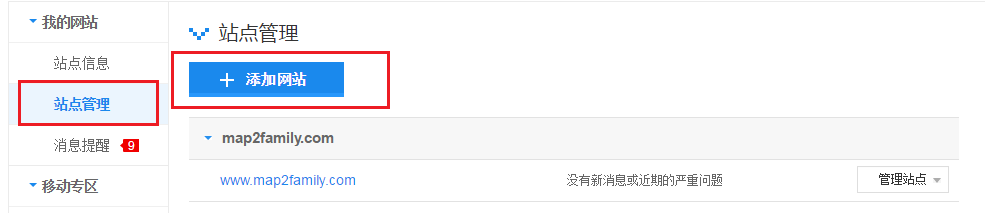 我的网站
站点信息
站点管理
消息提醒 9
移动专区
站点管理
+ 添加网站
map2family.com
www.map2family.com 没有新消息或近期的严重问题 管理站点